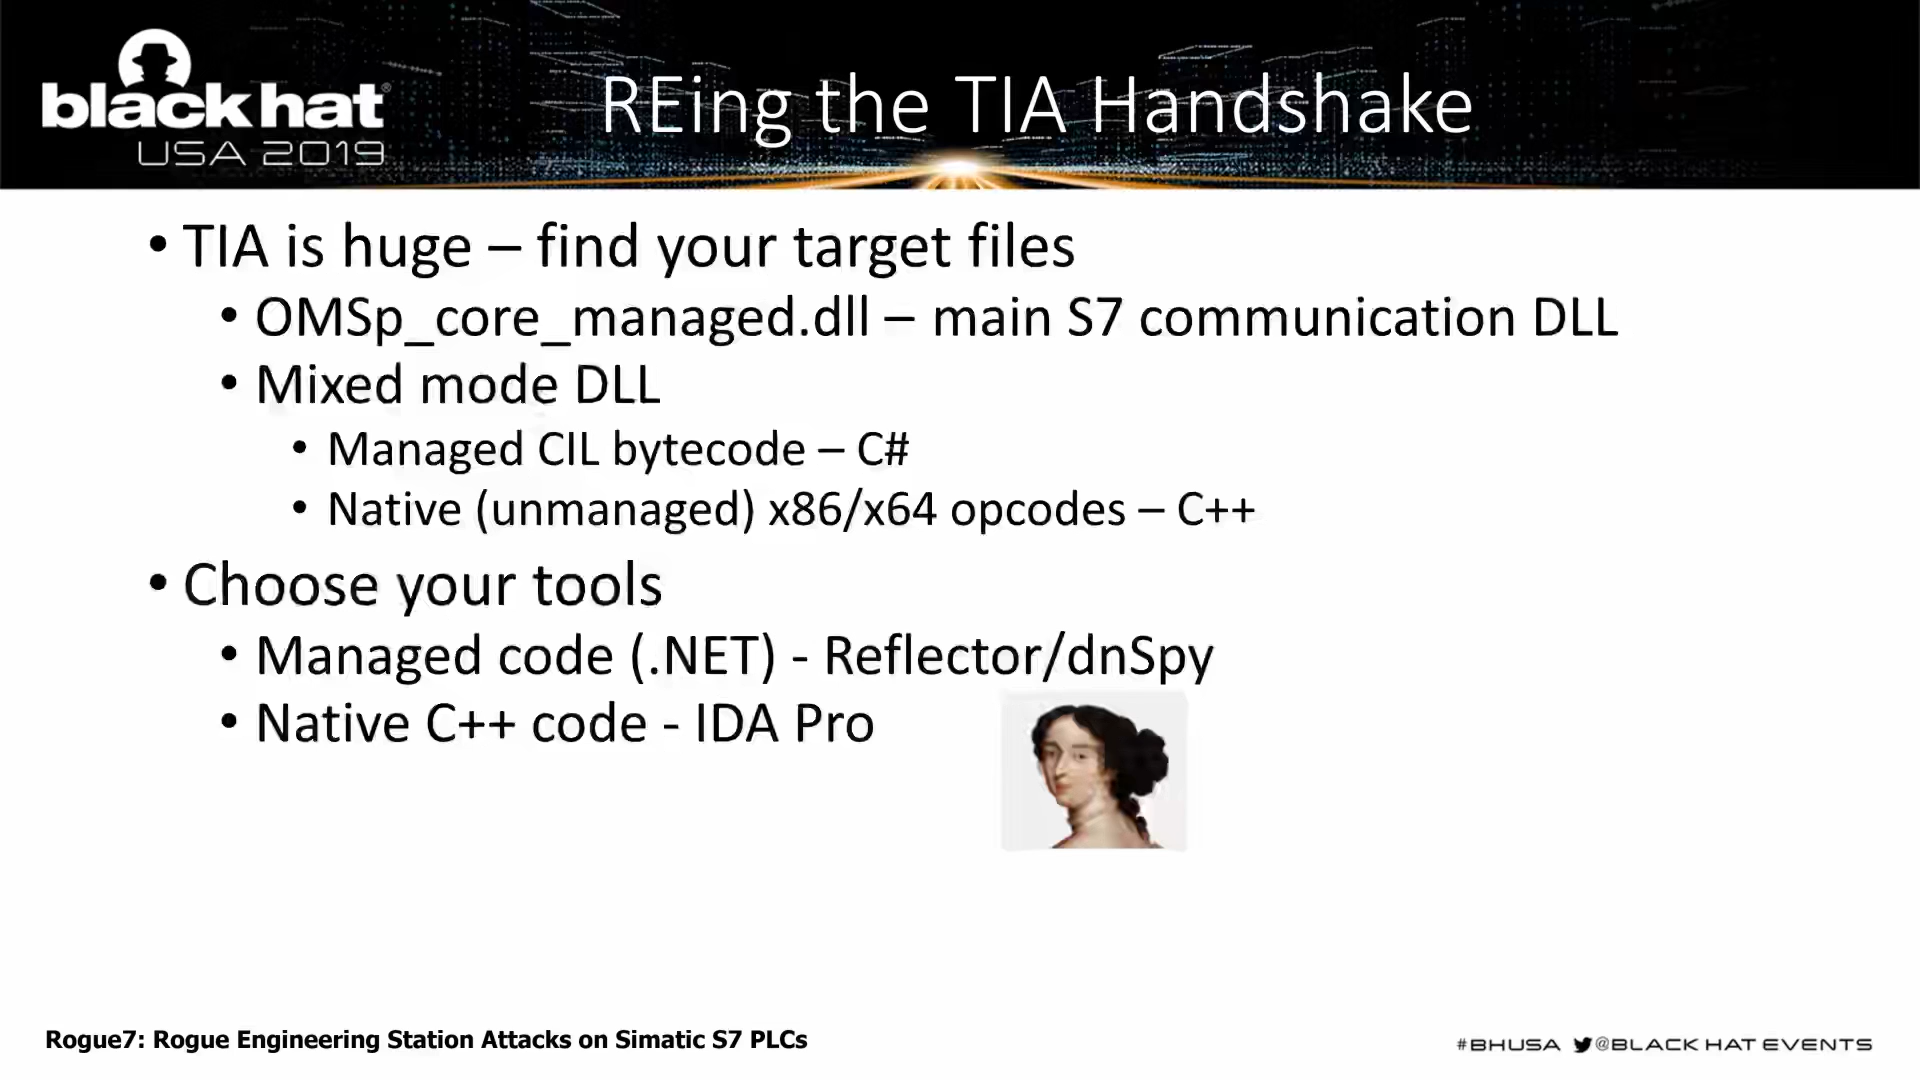 black hat®
USA 2019
REing the TIA Handshake
• TIA is huge – find your target files
• OMSp_core_managed.dll – main S7 communication DLL
• Mixed mode DLL
• Managed CIL bytecode – C#
• Native (unmanaged) x86/x64 opcodes – C++
• Choose your tools
• Managed code (.NET) - Reflector/dnSpy
• Native C++ code - IDA Pro
Rogue7: Rogue Engineering Station Attacks on Simatic S7 PLCs
#BHUSA @BLACK HAT EVENTS